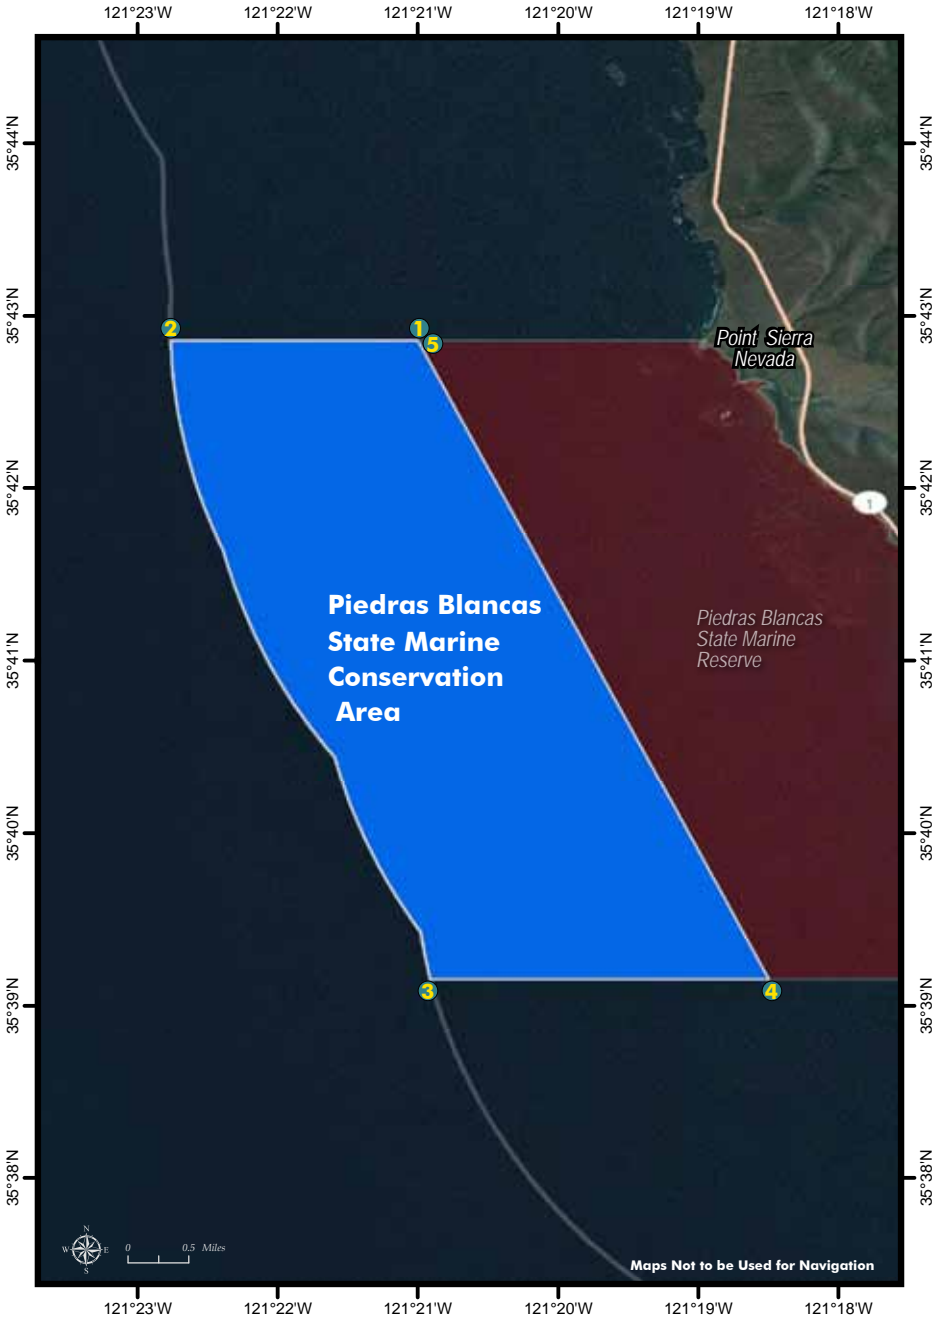 121°23'W 121°22'W 121°21'W 121°20'W 121°19'W 121°18'W
35°44'N 35°44'N
35°43'N 35°43'N
2 1
5
Point Sierra
Nevada
35°42'N 35°42'N
1
Piedras Blancas
State Marine
Conservation
Area
Piedras Blancas
State Marine
Reserve
35°41'N 35°41'N
35°40'N 35°40'N
3 4
35°39'N 35°39'N
35°38'N 35°38'N
N
W E
S
0 0.5 Miles
Maps Not to be Used for Navigation
121°23'W 121°22'W 121°21'W 121°20'W 121°19'W 121°18'W